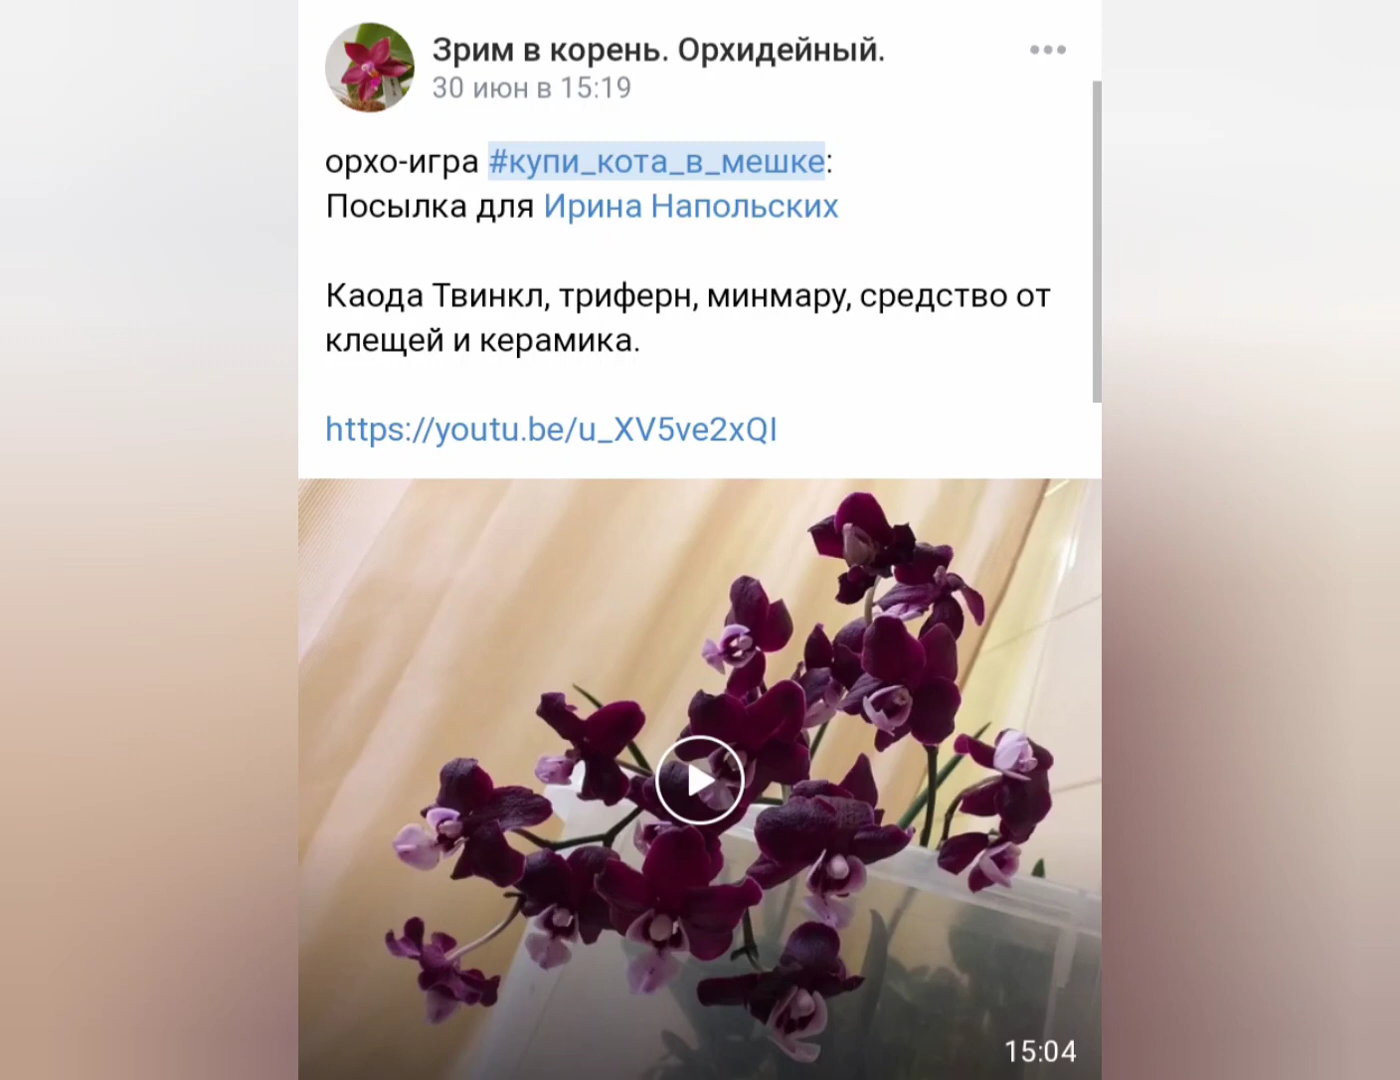 Зрим в корень. Орхидейный.
30 июн в 15:19
орхо-игра #купи_кота_в_мешке:
Посылка для Ирина Напольских
Каода Твинкл, триферн, минмару, средство от
клещей и керамика.
https://youtu.be/u_XV5ve2xQI
15:04